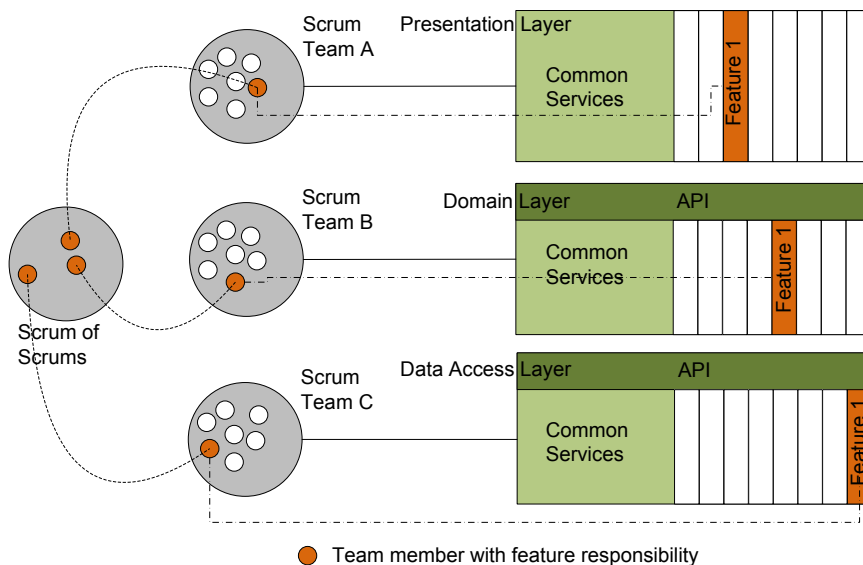 Scrum
Team A
Presentation Layer
Common
Services
Feature 1
Scrum
Team B
Domain Layer
API
Common
Services
Feature 1
Scrum of
Scrums
Scrum
Team C
Data Access Layer
API
Common
Services
Feature 1
Team member with feature responsibility